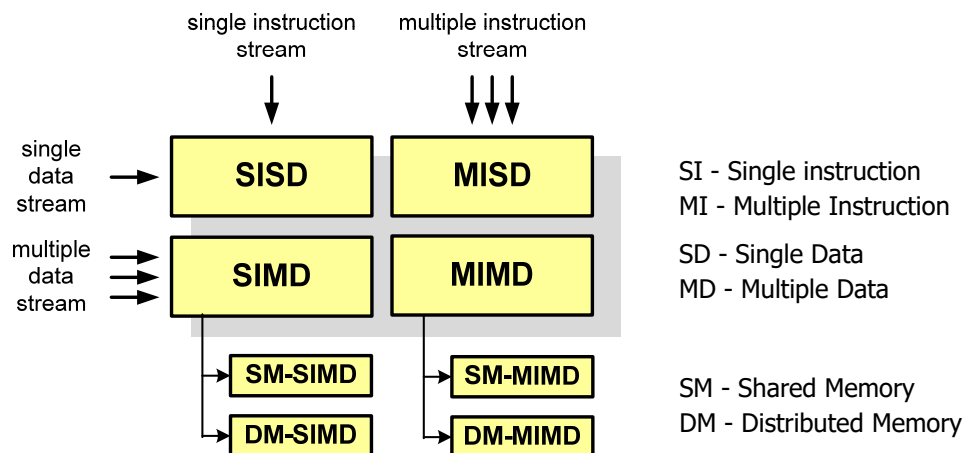 single instruction
stream
multiple instruction
stream
single
data
stream
SISD
MISD
SI - Single instruction
MI - Multiple Instruction
multiple
data
stream
SIMD
MIMD
SD - Single Data
MD - Multiple Data
SM-SIMD
SM-MIMD
DM-SIMD
DM-MIMD
SM - Shared Memory
DM - Distributed Memory